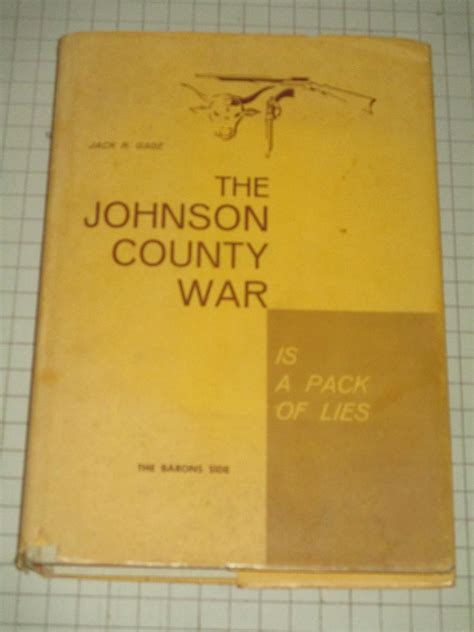 JACK R. GAGE
THE
JOHNSON
COUNTY
WAR
IS
A PACK
OF LIES
THE BARONS SIDE